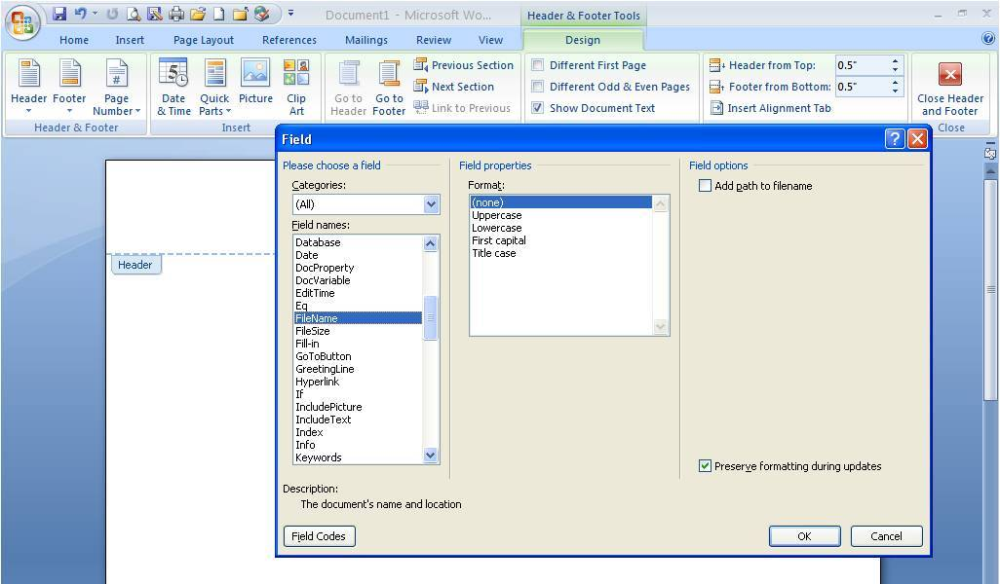 Document1 - Microsoft Wo...
Header & Footer Tools
Home Insert Page Layout References Mailings Review View Design
Header
Footer
Page Number
Header & Footer
Date & Time
Quick Parts
Picture
Clip Art
Insert
Go to Header
Go to Footer
Previous Section
Next Section
Link to Previous
Different First Page
Different Odd & Even Pages
Show Document Text
Header from Top: 0.5"
Footer from Bottom: 0.5"
Insert Alignment Tab
Close Header and Footer
Close
Header
Field
Please choose a field
Categories:
(All)
Field names:
Database
Date
DocProperty
DocVariable
EditTime
Eq
FileName
FileSize
Fill-in
GoToButton
GreetingLine
Hyperlink
If
IncludePicture
IncludeText
Index
Info
Keywords
Field properties
Format:
(none)
Uppercase
Lowercase
First capital
Title case
Field options
Add path to filename
Preserve formatting during updates
Description:
The document's name and location
Field Codes
OK
Cancel